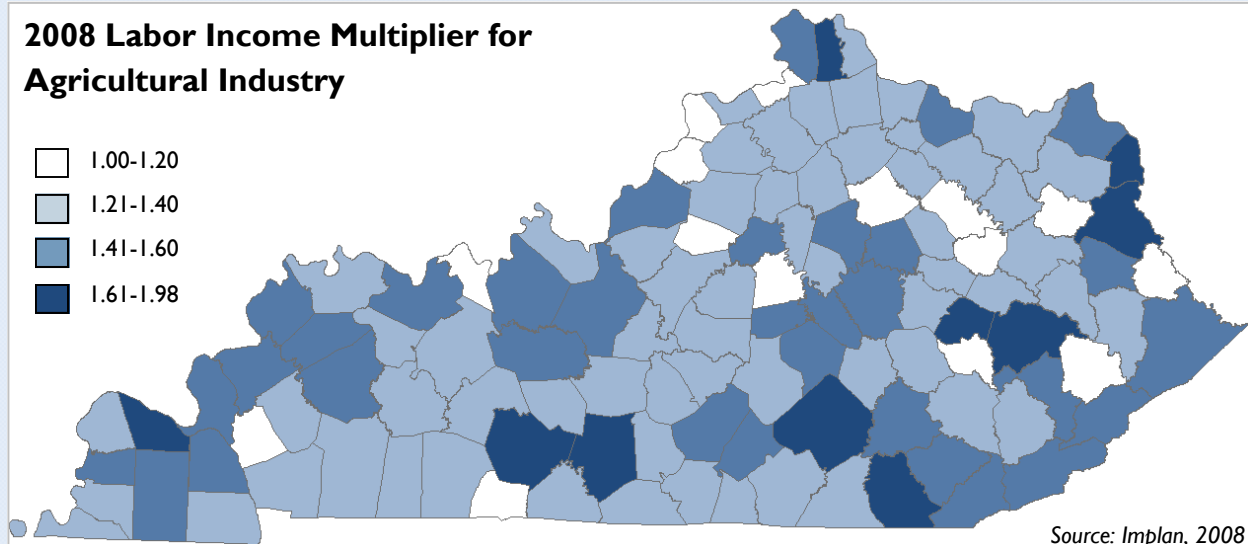 2008 Labor Income Multiplier for
Agricultural Industry
1.00-1.20
1.21-1.40
1.41-1.60
1.61-1.98
Source: Implan, 2008